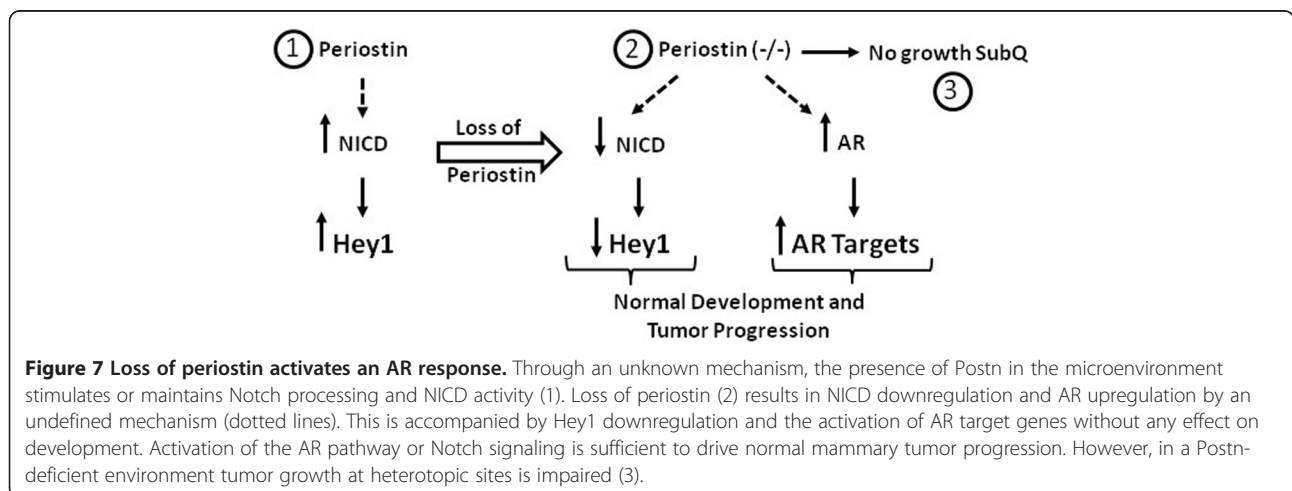 1 Periostin
2 Periostin (-/-)
No growth SubQ
3
NICD
Loss of
Periostin
NICD
AR
Hey1
Hey1
AR Targets
Normal Development and
Tumor Progression
Figure 7 Loss of periostin activates an AR response. Through an unknown mechanism, the presence of Postn in the microenvironment
stimulates or maintains Notch processing and NICD activity (1). Loss of periostin (2) results in NICD downregulation and AR upregulation by an
undefined mechanism (dotted lines). This is accompanied by Hey1 downregulation and the activation of AR target genes without any effect on
development. Activation of the AR pathway or Notch signaling is sufficient to drive normal mammary tumor progression. However, in a Postn-
deficient environment tumor growth at heterotopic sites is impaired (3).